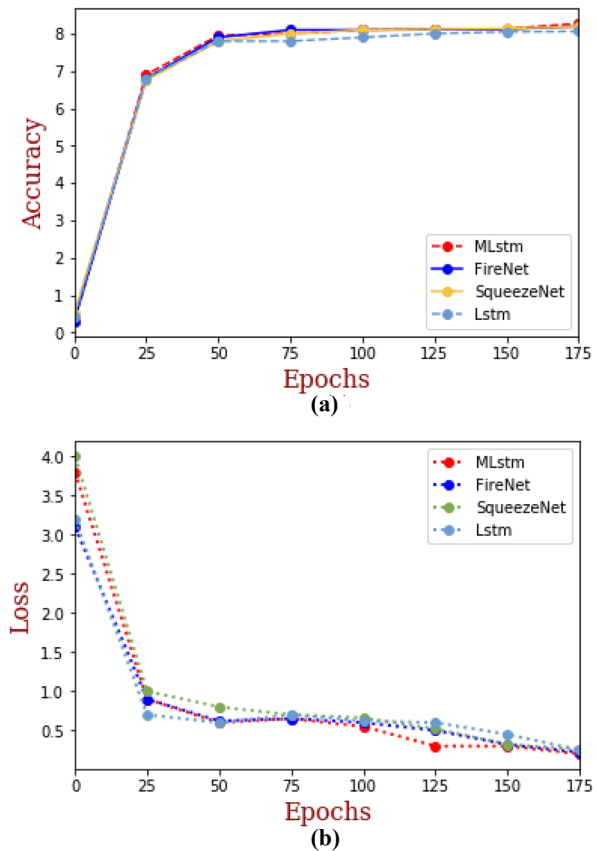 8
7
6
5
4
3
2
1
0
Accuracy
MLstm
FireNet
SqueezeNet
Lstm
0 25 50 75 100 125 150 175
Epochs
(a)
4.0
3.5
3.0
2.5
2.0
1.5
1.0
0.5
Loss
MLstm
FireNet
SqueezeNet
Lstm
0 25 50 75 100 125 150 175
Epochs
(b)